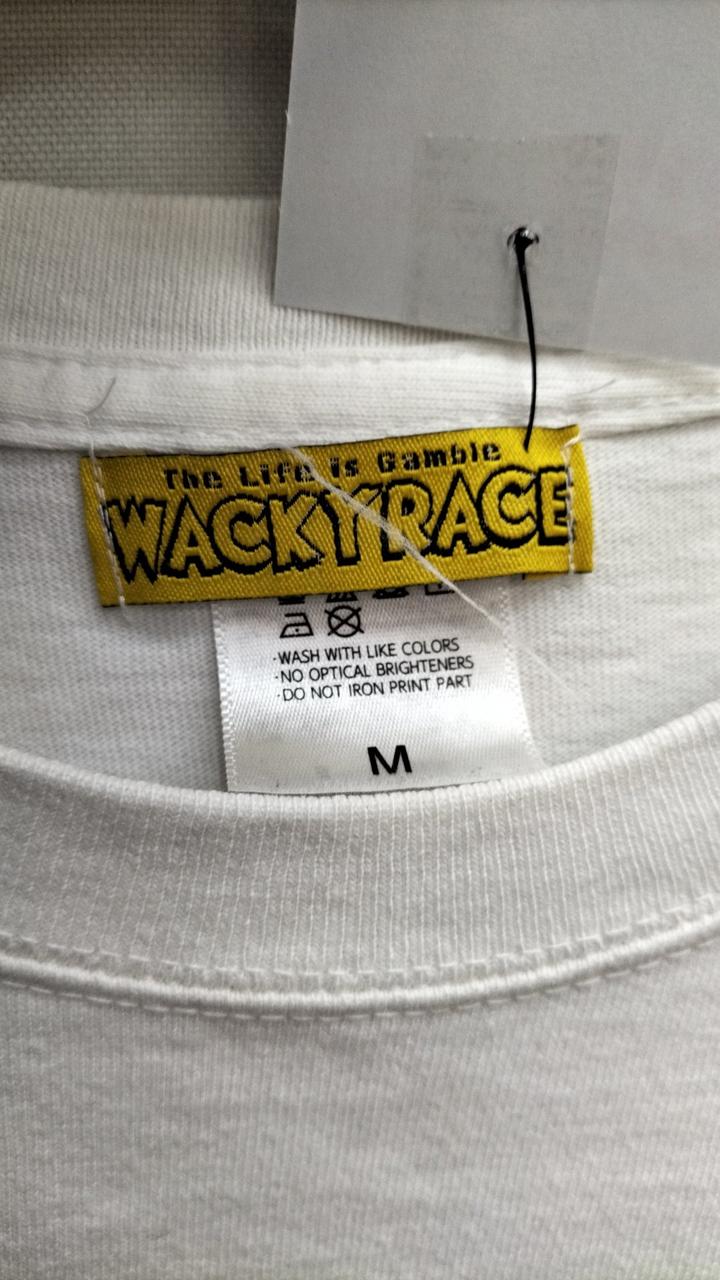 The Life is Gamble
WACKYRACE
·WASH WITH LIKE COLORS
·NO OPTICAL BRIGHTENERS
·DO NOT IRON PRINT PART
M